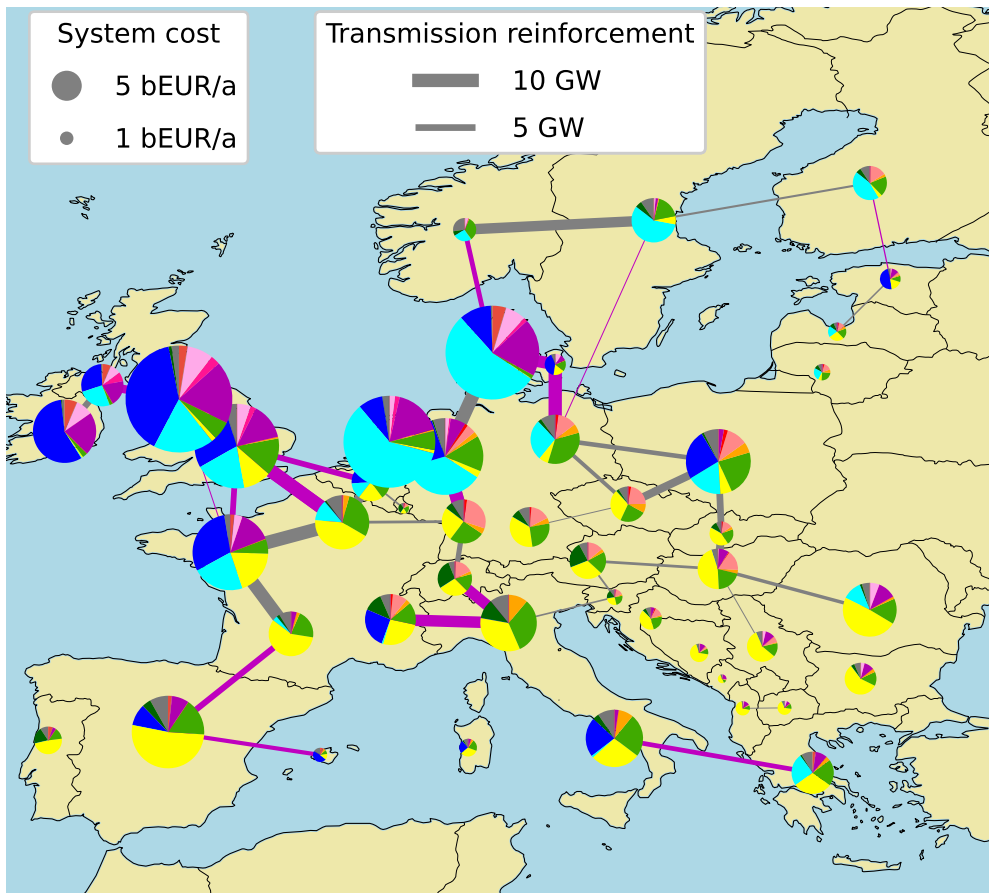 System cost
5 bEUR/a
1 bEUR/a
Transmission reinforcement
10 GW
5 GW